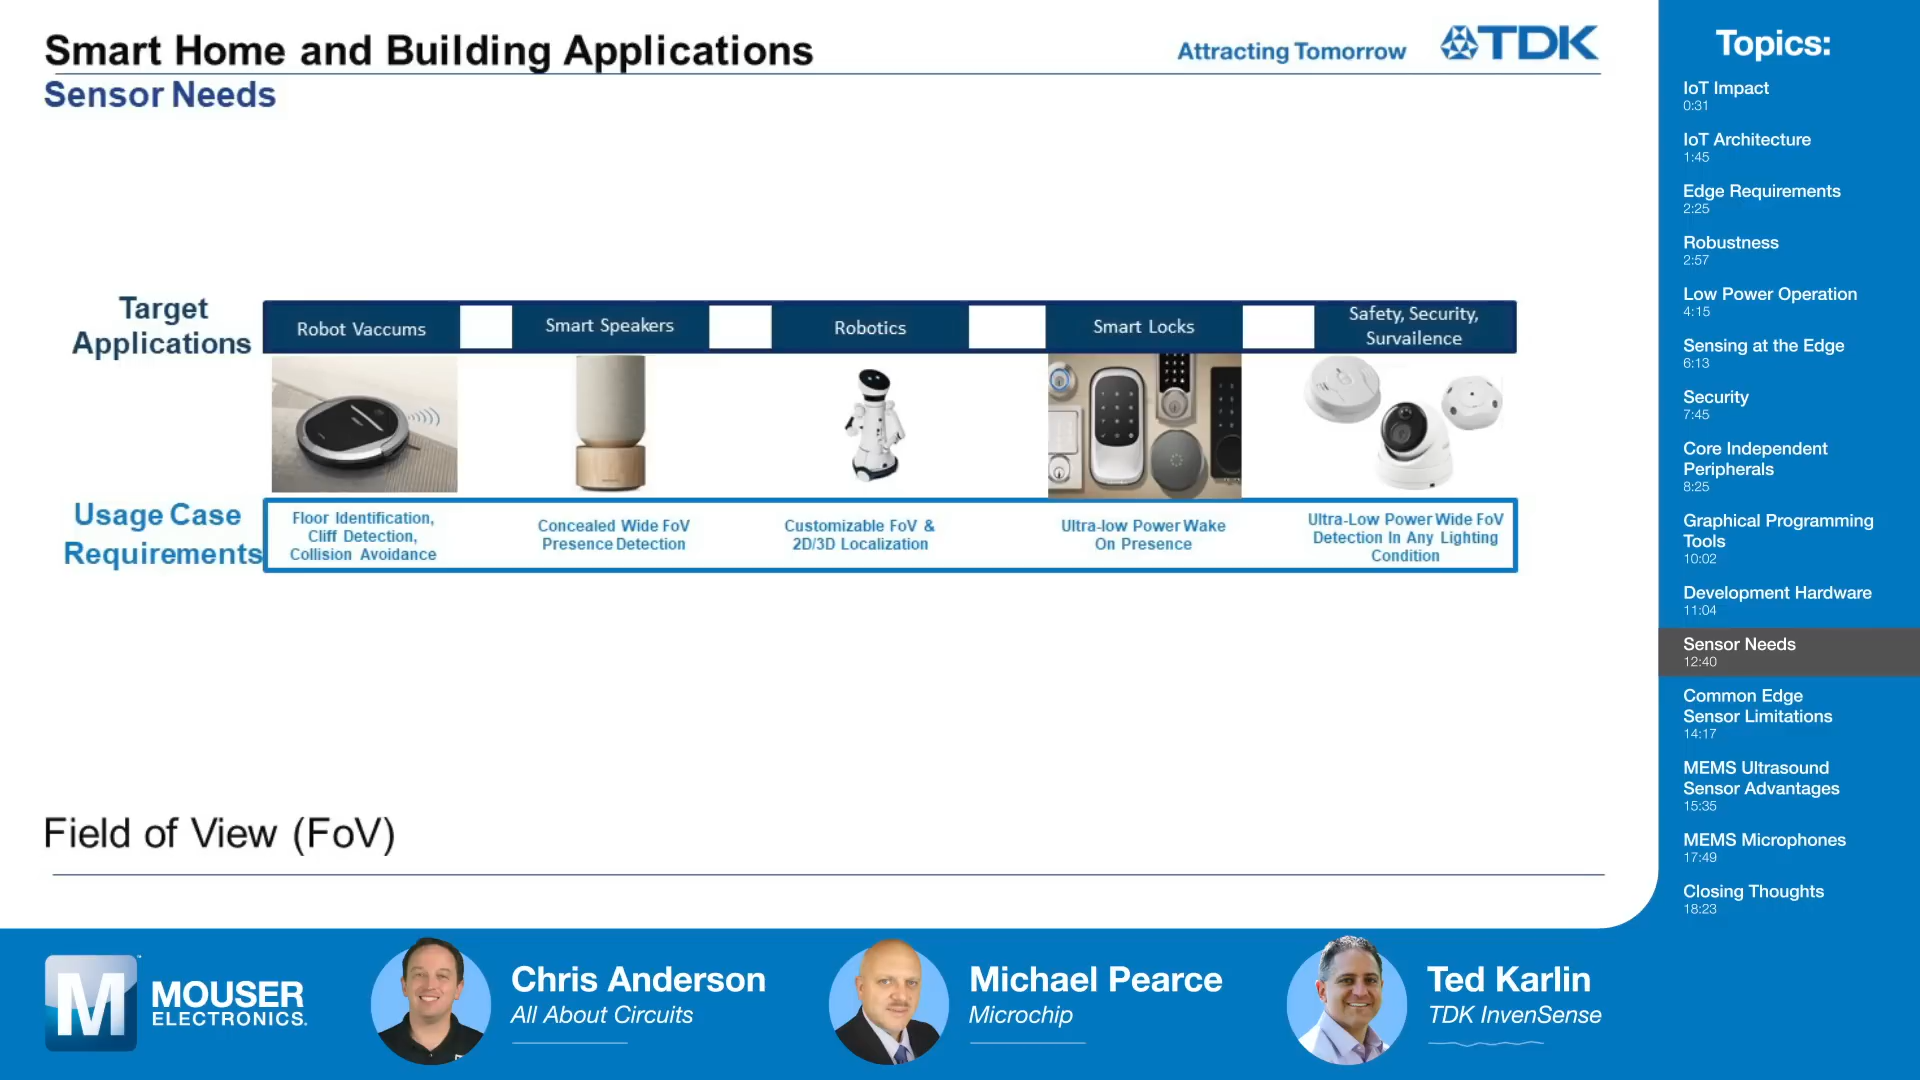 Smart Home and Building Applications
Sensor Needs
Attracting Tomorrow
TDK
Target
Applications
Robot Vaccums
Smart Speakers
Robotics
Smart Locks
Safety, Security,
Survailence
Usage Case
Requirements
Floor Identification,
Cliff Detection,
Collision Avoidance
Concealed Wide FoV
Presence Detection
Customizable FoV &
2D/3D Localization
Ultra-low Power Wake
On Presence
Ultra-Low Power Wide FoV
Detection In Any Lighting
Condition
Field of View (FoV)
Topics:
IoT Impact
0:31
IoT Architecture
1:45
Edge Requirements
2:25
Robustness
2:57
Low Power Operation
4:15
Sensing at the Edge
6:13
Security
7:45
Core Independent
Peripherals
8:25
Graphical Programming
Tools
10:02
Development Hardware
11:04
Sensor Needs
12:40
Common Edge
Sensor Limitations
14:17
MEMS Ultrasound
Sensor Advantages
15:35
MEMS Microphones
17:49
Closing Thoughts
18:23
M
MOUSER
ELECTRONICS.
Chris Anderson
All About Circuits
Michael Pearce
Microchip
Ted Karlin
TDK InvenSense